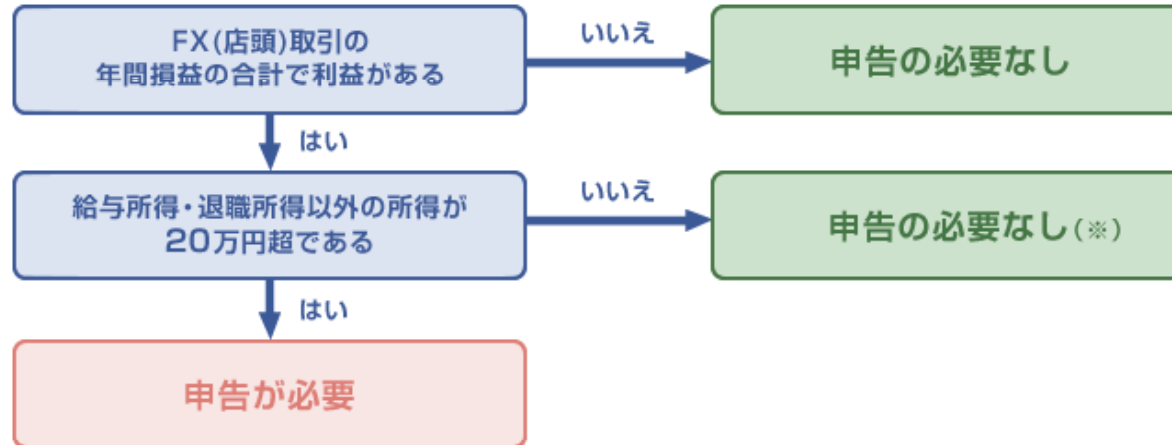 FX(店頭)取引の
年間損益の合計で利益がある
いいえ
申告の必要なし
はい
給与所得・退職所得以外の所得が
20万円超である
いいえ
申告の必要なし(※)
はい
申告が必要